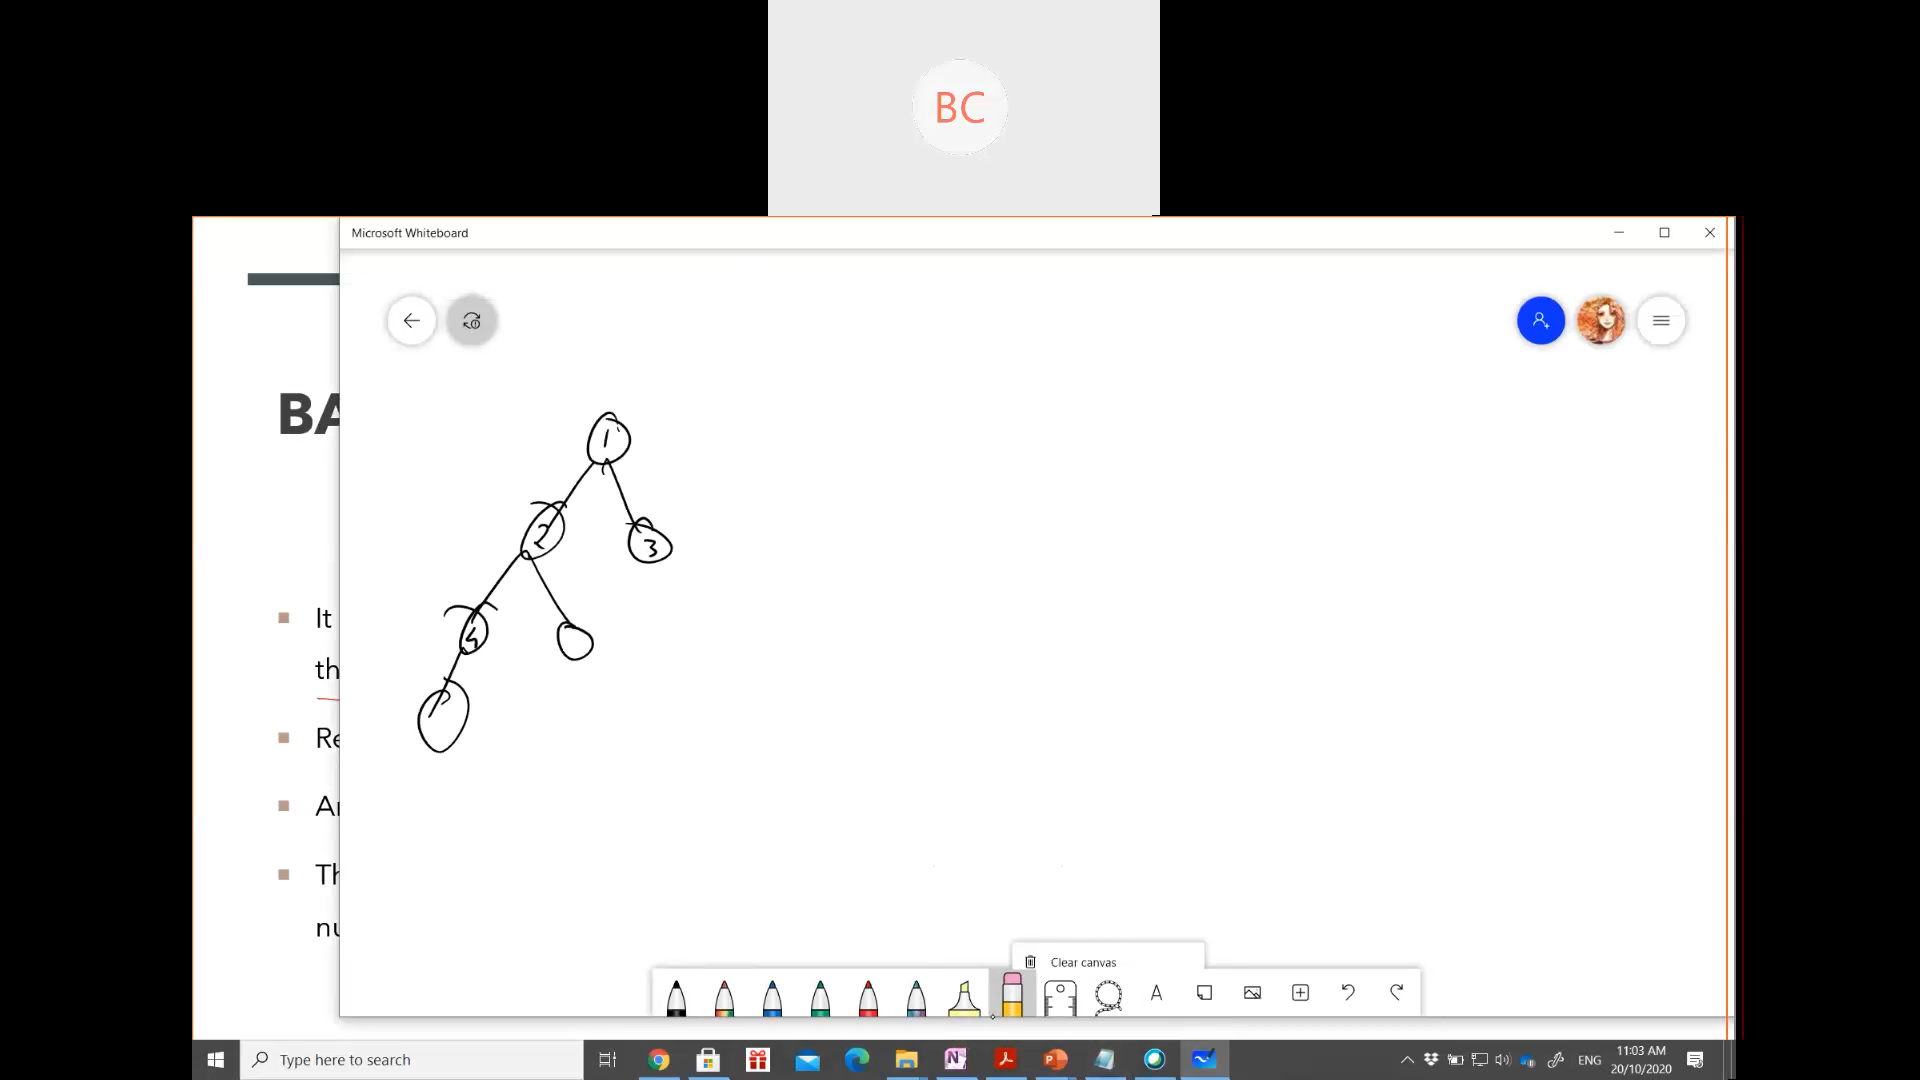 BC
Microsoft Whiteboard
BA
1
2
3
4
It
th
Re
Ar
Th
nu
Clear canvas
A
Type here to search
ENG
11:03 AM
20/10/2020